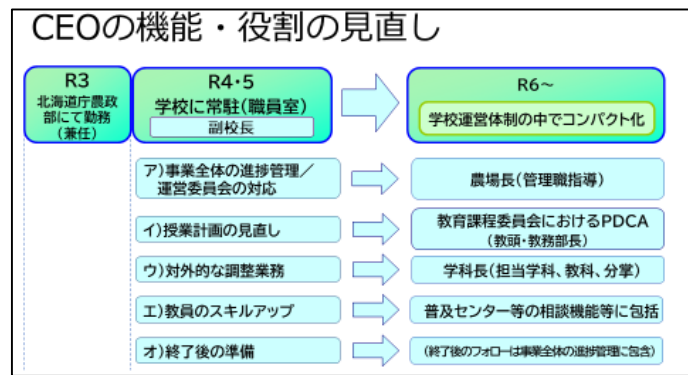 CEOの機能・役割の見直し
R3
北海道庁農政
部にて勤務
(兼任)
R4・5
学校に常駐(職員室)
副校長
R6~
学校運営体制の中でコンパクト化
ア)事業全体の進捗管理/
運営委員会の対応
農場長(管理職指導)
イ)授業計画の見直し
教育課程委員会におけるPDCA
(教頭・教務部長)
ウ)対外的な調整業務
学科長(担当学科、教科、分掌)
エ)教員のスキルアップ
普及センター等の相談機能等に包括
オ)終了後の準備
(終了後のフォローは事業全体の進捗管理に包含)